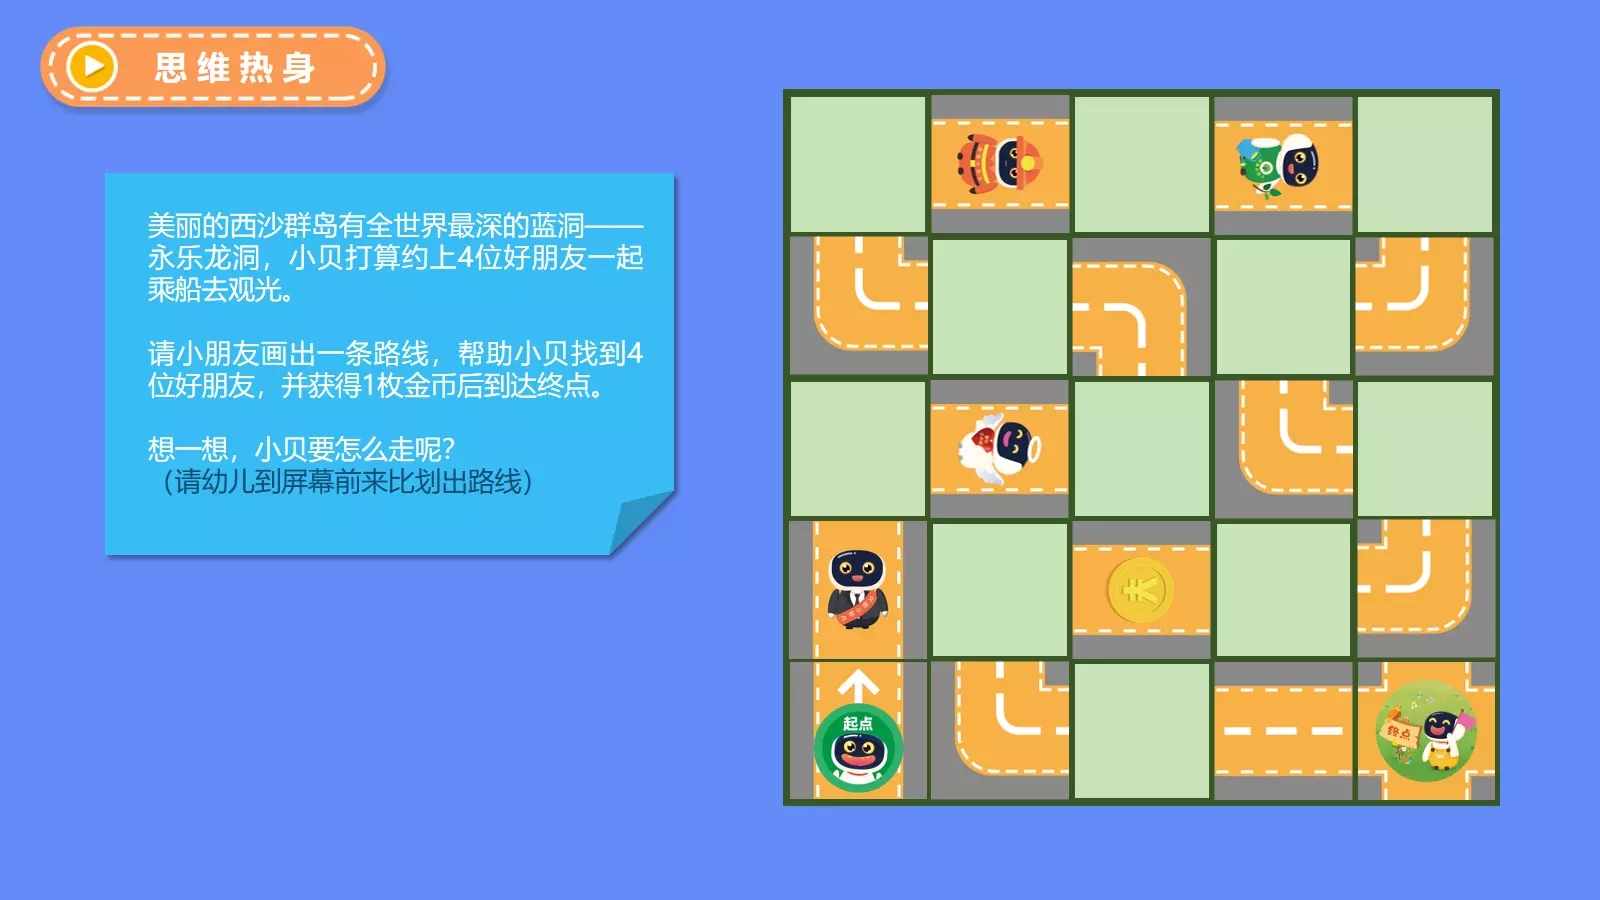 思维热身
美丽的西沙群岛有全世界最深的蓝洞——
永乐龙洞，小贝打算约上4位好朋友一起
乘船去观光。
请小朋友画出一条路线，帮助小贝找到4
位好朋友，并获得1枚金币后到达终点。
想一想，小贝要怎么走呢？
（请幼儿到屏幕前来比划出路线）
起点
终点